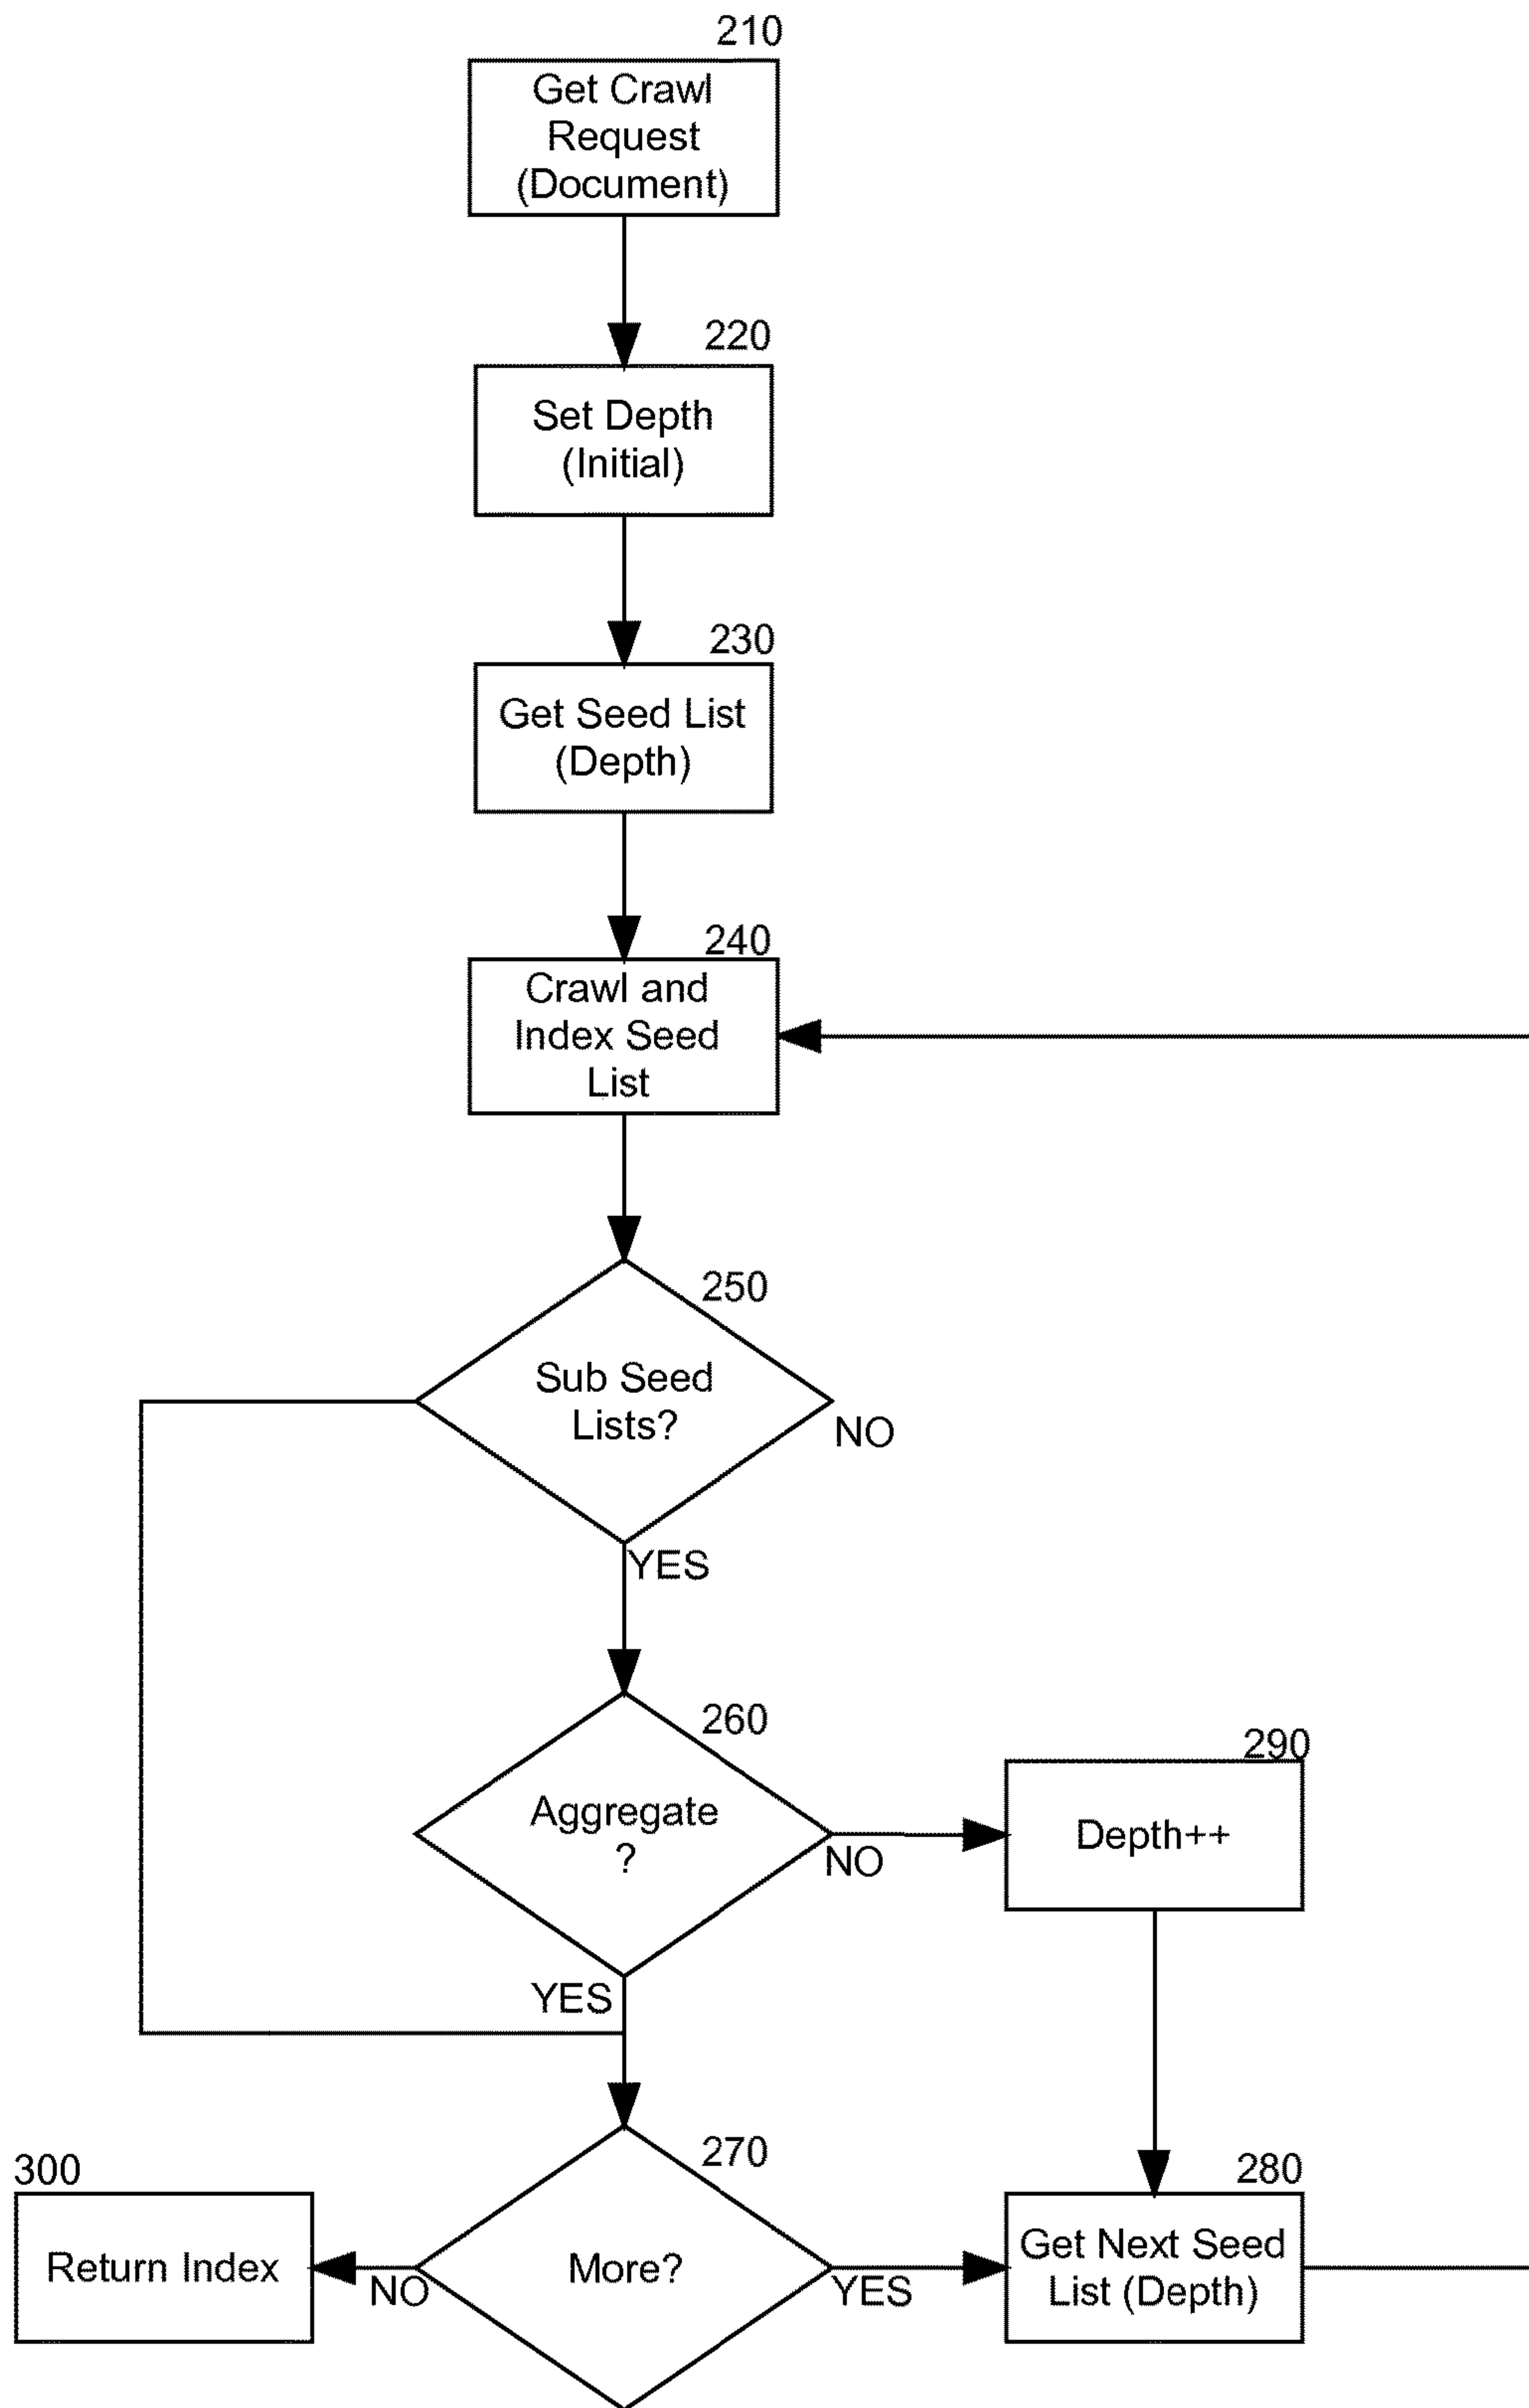 210
Get Crawl
Request
(Document)
220
Set Depth
(Initial)
230
Get Seed List
(Depth)
240
Crawl and
Index Seed
List
250
Sub Seed
Lists?
NO
YES
260
Aggregate
?
NO
YES
290
Depth++
270
More?
NO
YES
280
Get Next Seed
List (Depth)
300
Return Index